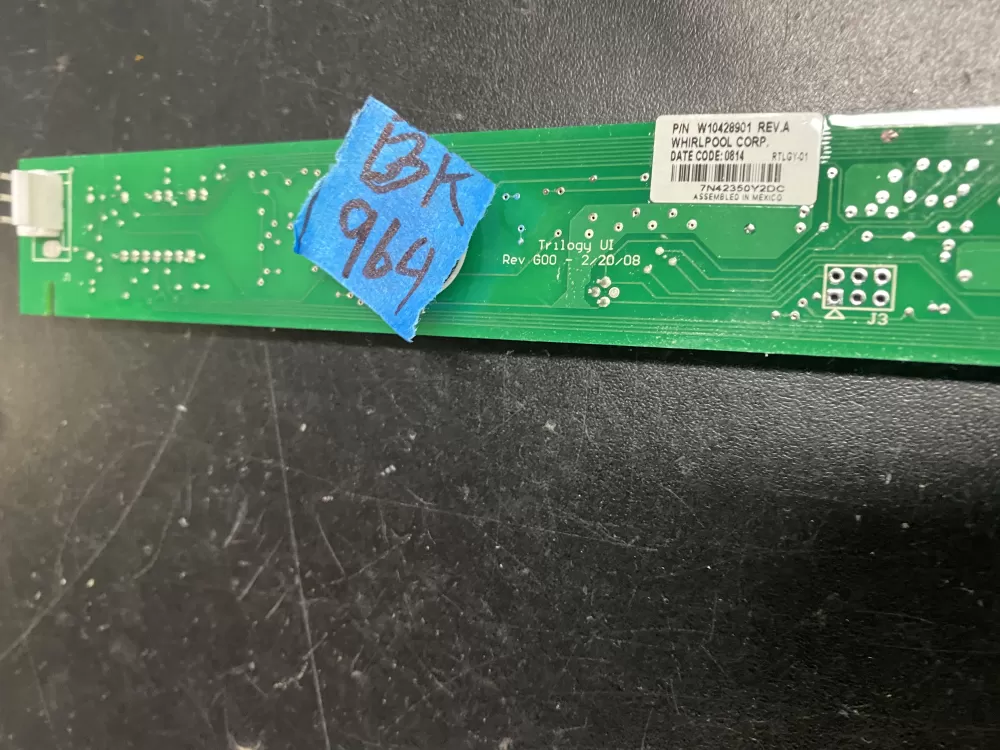 BK
964
P/N W10428901 REV.A
WHIRLPOOL CORP.
DATE CODE: 0814 RTLGY-01
7N42350Y2DC
ASSEMBLED IN MEXICO
Trilogy UI
Rev G00 - 2/20/08
J3